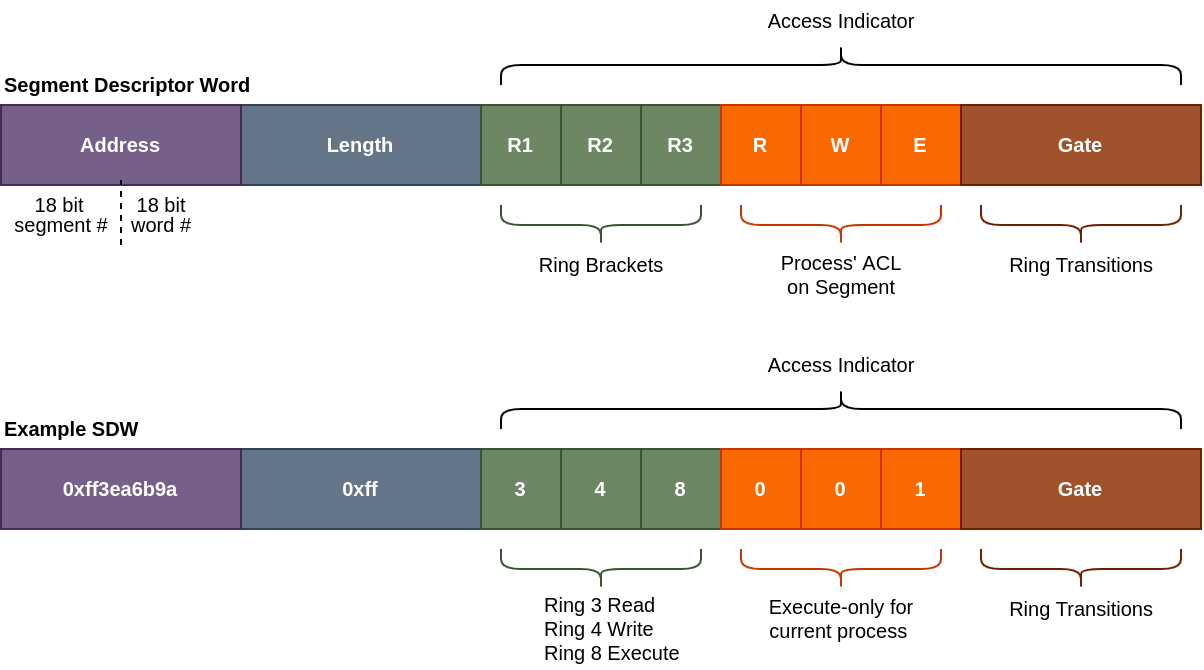 Access Indicator
Segment Descriptor Word
Address Length R1 R2 R3 R W E Gate
18 bit 18 bit
segment # word #
Ring Brackets Process' ACL Ring Transitions
on Segment
Access Indicator
Example SDW
0xff3ea6b9a 0xff 3 4 8 0 0 1 Gate
Ring 3 Read Execute-only for Ring Transitions
Ring 4 Write current process
Ring 8 Execute